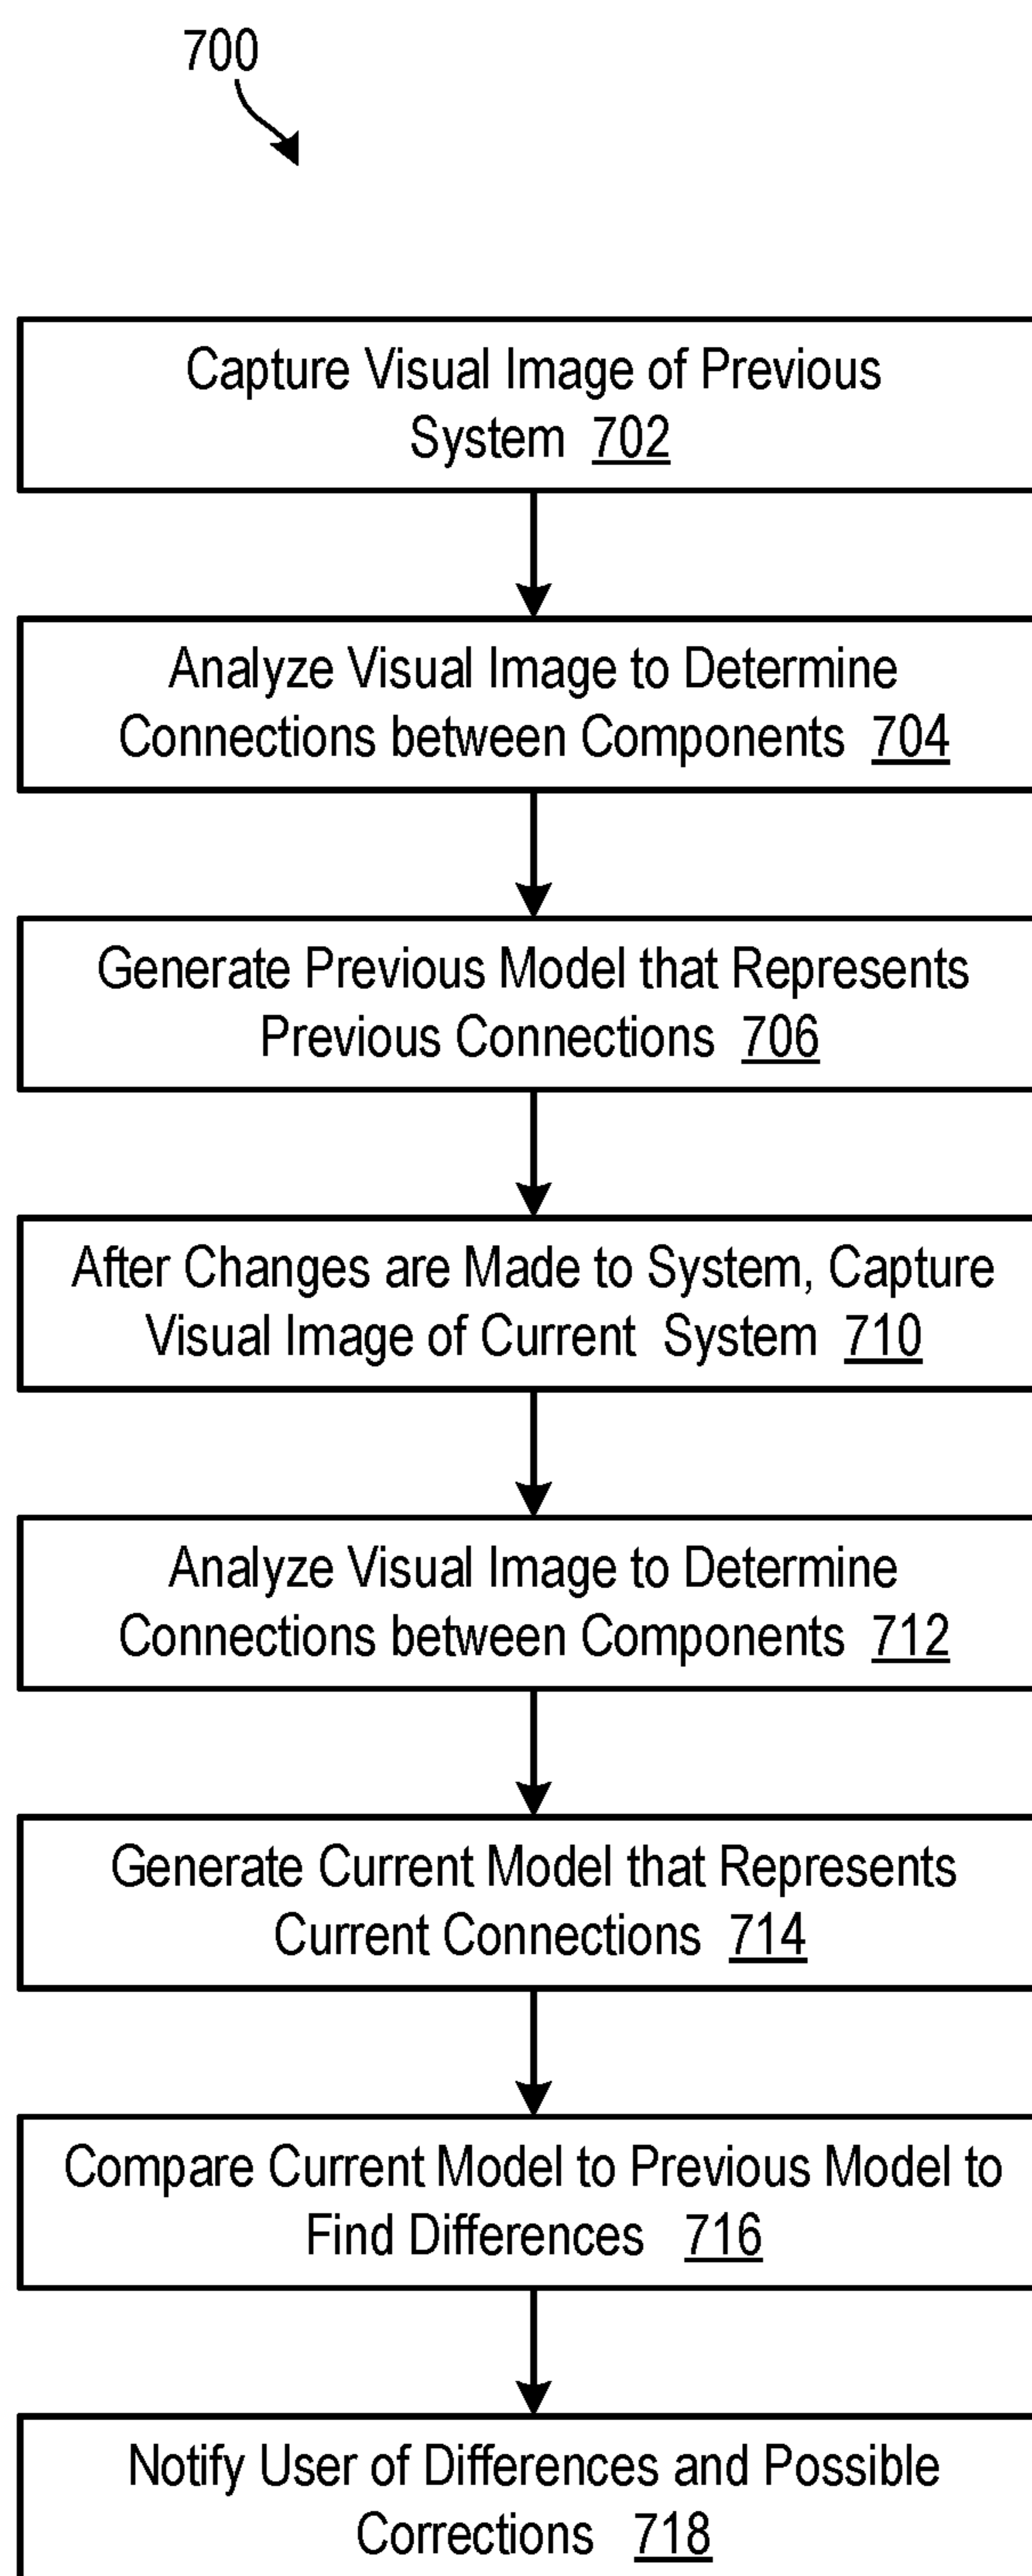 700
Capture Visual Image of Previous
System 702
Analyze Visual Image to Determine
Connections between Components 704
Generate Previous Model that Represents
Previous Connections 706
After Changes are Made to System, Capture
Visual Image of Current System 710
Analyze Visual Image to Determine
Connections between Components 712
Generate Current Model that Represents
Current Connections 714
Compare Current Model to Previous Model to
Find Differences 716
Notify User of Differences and Possible
Corrections 718